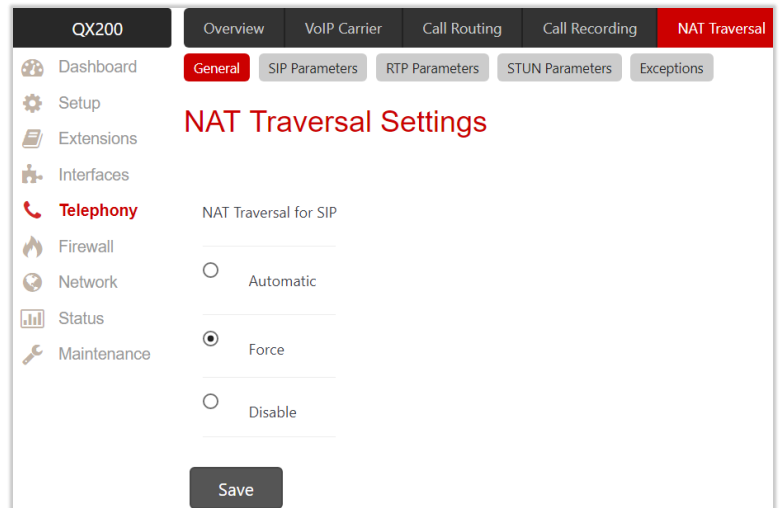 QX200 Overview VoIP Carrier Call Routing Call Recording NAT Traversal
Dashboard
Setup
Extensions
Interfaces
Telephony
Firewall
Network
Status
Maintenance
General SIP Parameters RTP Parameters STUN Parameters Exceptions
NAT Traversal Settings
NAT Traversal for SIP
Automatic
Force
Disable
Save